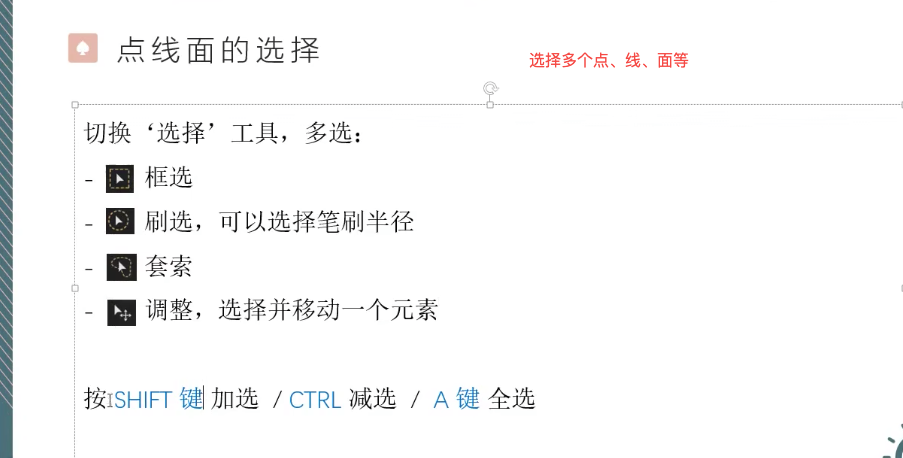 点线面的选择
选择多个点、线、面等
切换‘选择’工具，多选：
- 框选
- 刷选，可以选择笔刷半径
- 套索
- 调整，选择并移动一个元素
按SHIFT 键 加选 / CTRL 减选 / A 键 全选